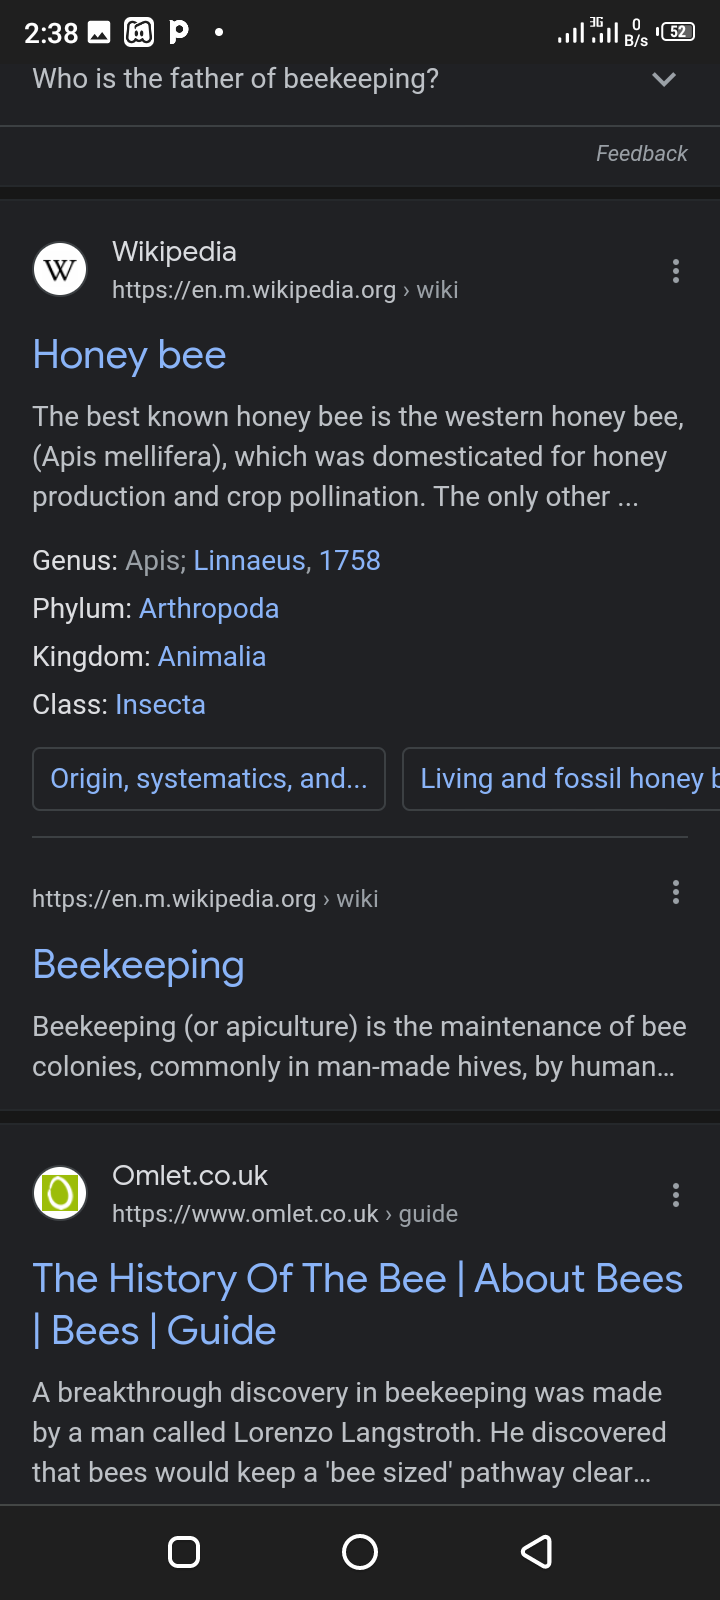 2:38
3G
0
B/s
52
Who is the father of beekeeping?
Feedback
W
Wikipedia
https://en.m.wikipedia.org › wiki
Honey bee
The best known honey bee is the western honey bee,
(Apis mellifera), which was domesticated for honey
production and crop pollination. The only other ...
Genus: Apis; Linnaeus, 1758
Phylum: Arthropoda
Kingdom: Animalia
Class: Insecta
Origin, systematics, and... Living and fossil honey b
https://en.m.wikipedia.org › wiki
Beekeeping
Beekeeping (or apiculture) is the maintenance of bee
colonies, commonly in man-made hives, by human...
Omlet.co.uk
https://www.omlet.co.uk › guide
The History Of The Bee | About Bees
| Bees | Guide
A breakthrough discovery in beekeeping was made
by a man called Lorenzo Langstroth. He discovered
that bees would keep a 'bee sized' pathway clear...